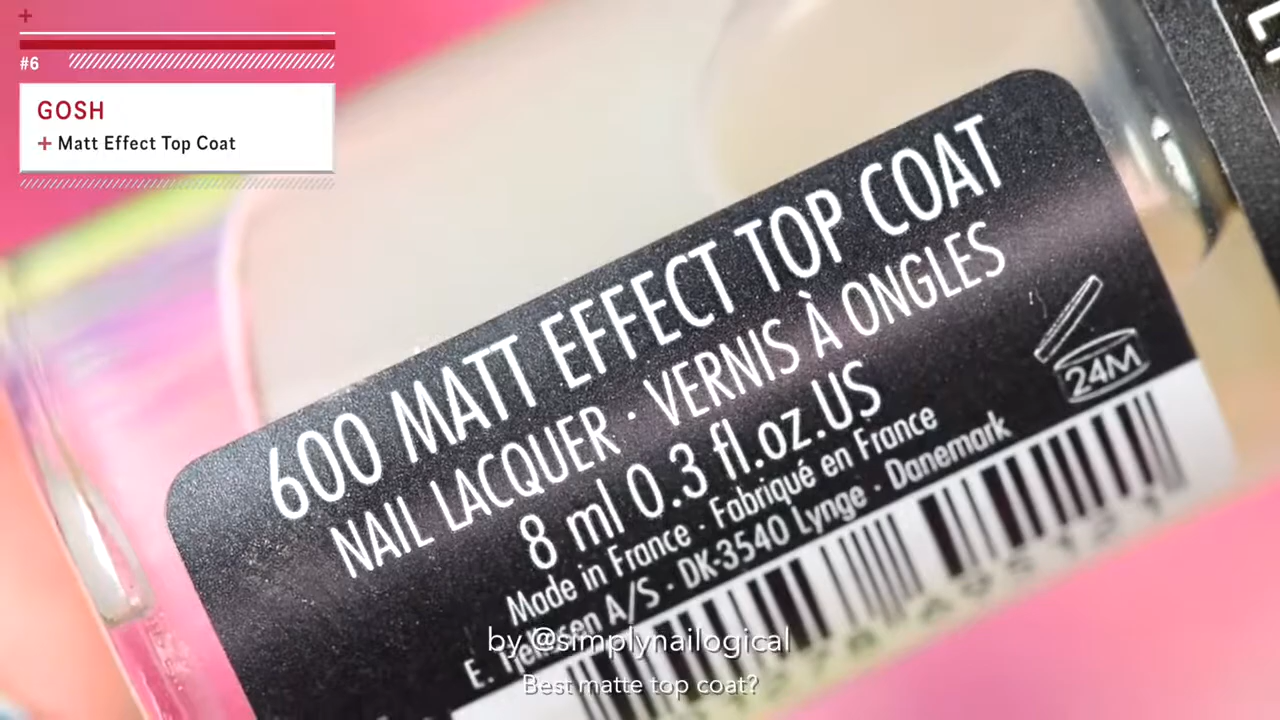 #6
GOSH
+ Matt Effect Top Coat
600 MATT EFFECT TOP COAT
NAIL LACQUER · VERNIS À ONGLES
8 ml 0.3 fl.oz.US
Made in France · Fabriqué en France
E. A/S · DK-3540 Lynge · Danemark
24M
by @simplynailogical
Best matte top coat?